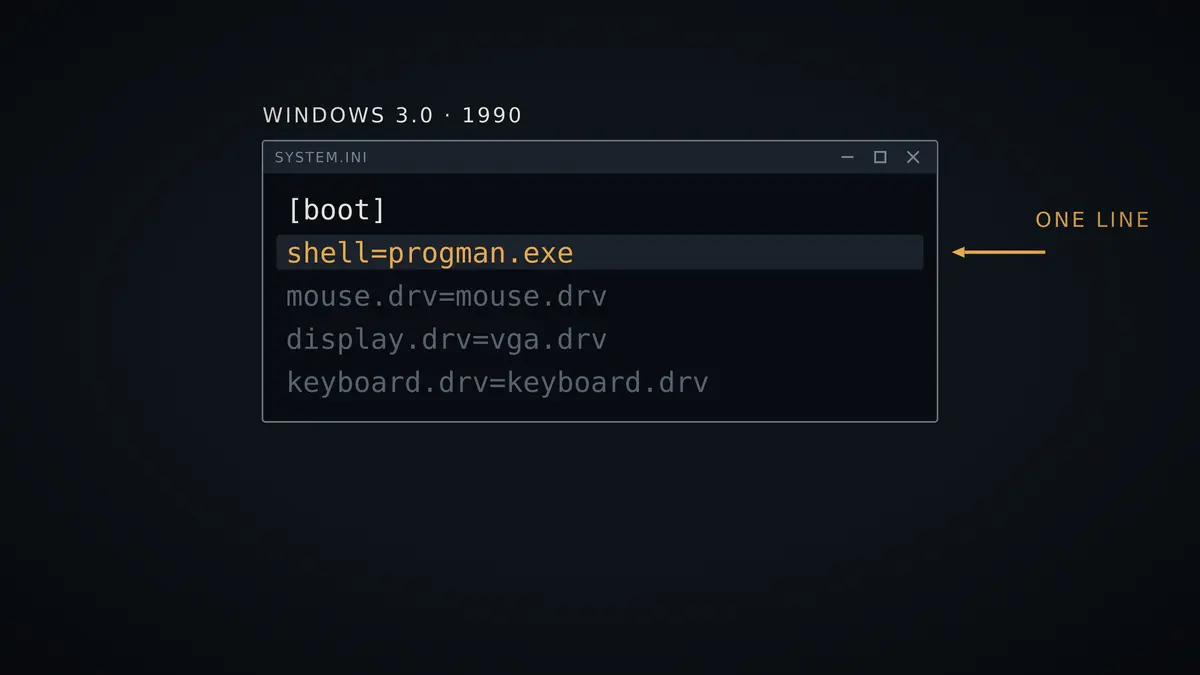 WINDOWS 3.0 · 1990
SYSTEM.INI
[boot]
shell=progman.exe
ONE LINE
mouse.drv=mouse.drv
display.drv=vga.drv
keyboard.drv=keyboard.drv